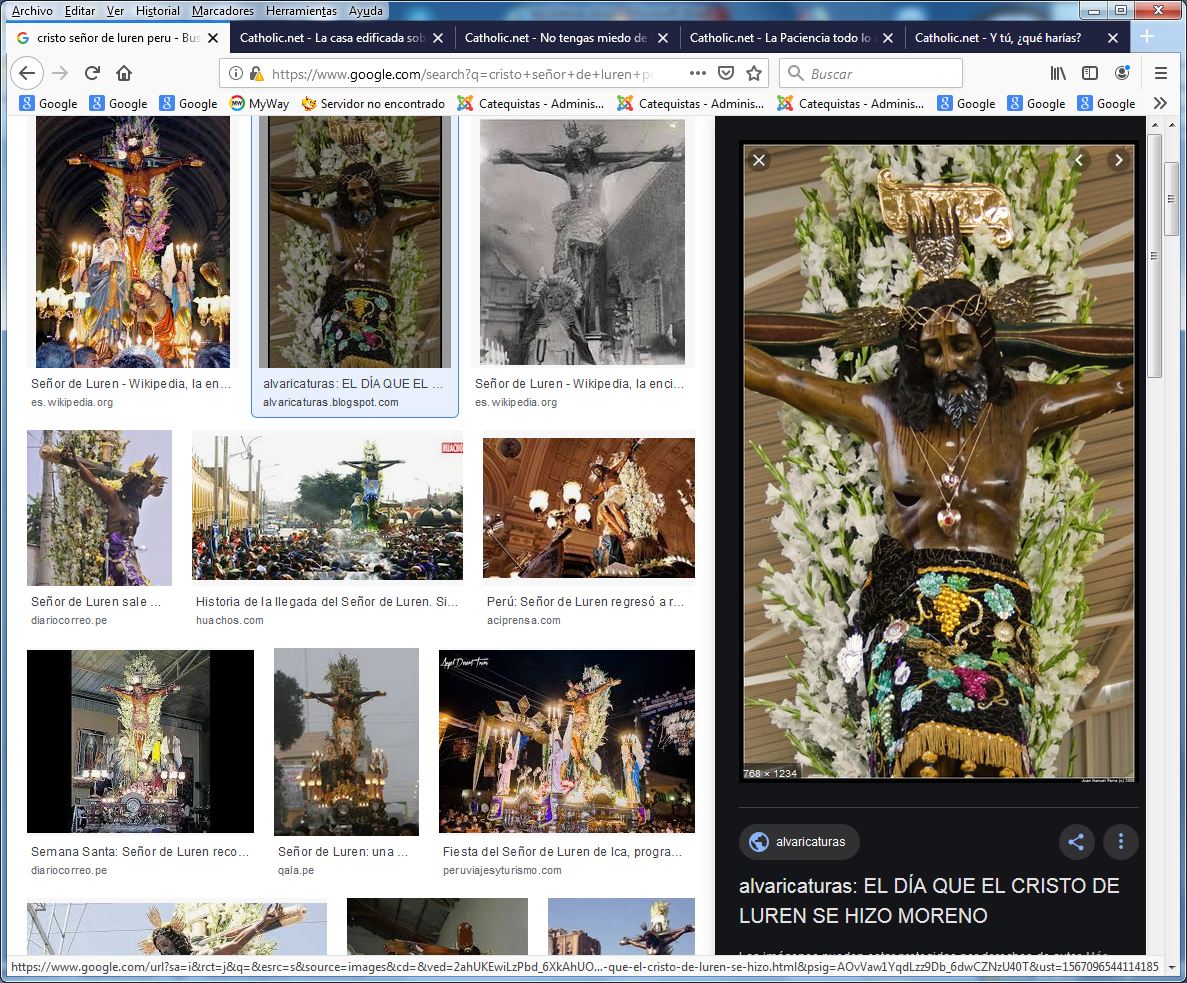 Archivo Editar Ver Historial Marcadores Herramientas Ayuda
cristo señor de luren peru - Bus
Catholic.net - La casa edificada sob
Catholic.net - No tengas miedo de
Catholic.net - La Paciencia todo lo
Catholic.net - Y tú, ¿qué harías?
https://www.google.com/search?q=cristo+señor+de+luren+pe
Buscar
Google Google Google MyWay Servidor no encontrado Catequistas - Adminis... Catequistas - Adminis... Catequistas - Adminis... Google Google Google
Señor de Luren - Wikipedia, la en...
es.wikipedia.org
alvaricaturas: EL DÍA QUE EL ...
alvaricaturas.blogspot.com
Señor de Luren - Wikipedia, la enci...
es.wikipedia.org
HUACHO
Señor de Luren sale ...
diariocorreo.pe
Historia de la llegada del Señor de Luren. Si...
huachos.com
Perú: Señor de Luren regresó a r...
aciprensa.com
Semana Santa: Señor de Luren reco...
diariocorreo.pe
Señor de Luren: una ...
qala.pe
Fiesta del Señor de Luren de Ica, progra...
peruviajesyturismo.com
768 × 1234
alvaricaturas
alvaricaturas: EL DÍA QUE EL CRISTO DE
LUREN SE HIZO MORENO
https://www.google.com/url?sa=i&rct=j&q=&esrc=s&source=images&cd=&ved=2ahUKEwiLzPbd_6XkAhUO...-que-el-cristo-de-luren-se-hizo.html&psig=AOvVaw1YqdLzz9Db_6dwCZNzU40T&ust=1567096544114185